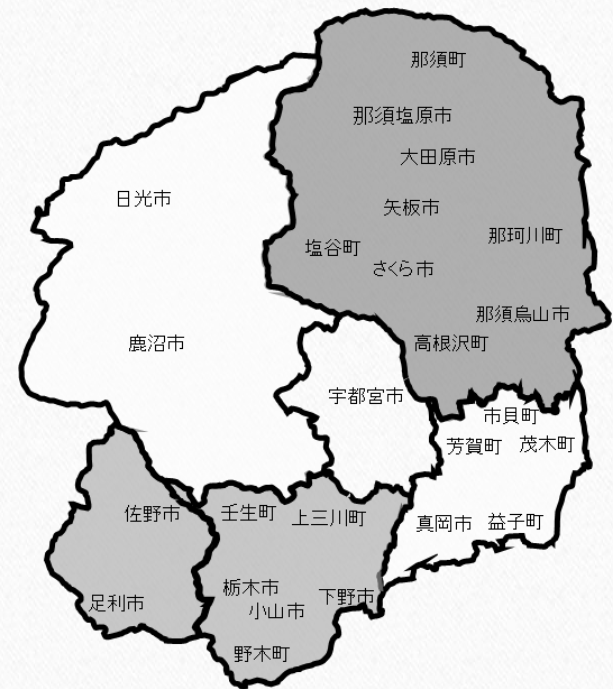 那須町
那須塩原市
大田原市
日光市
矢板市
那珂川町
塩谷町
さくら市
那須烏山市
鹿沼市
高根沢町
宇都宮市
市貝町
芳賀町
茂木町
佐野市
壬生町
上三川町
真岡市
益子町
栃木市
下野市
足利市
小山市
野木町